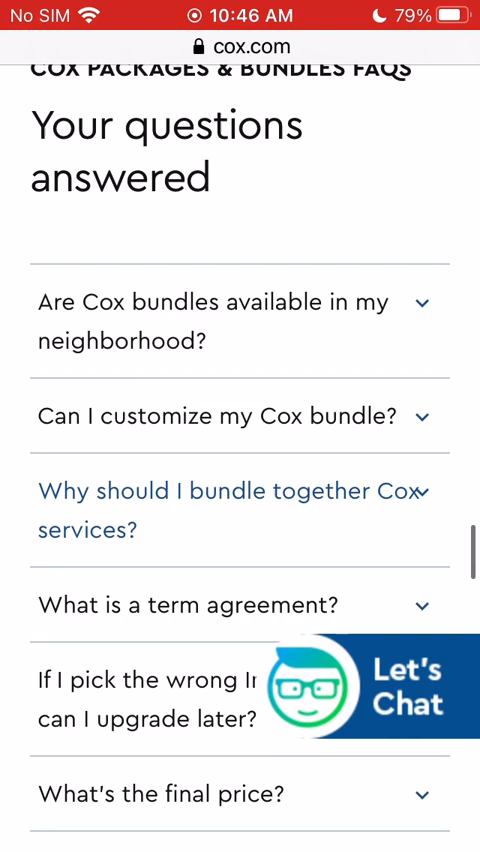 No SIM 10:46 AM 79%
cox.com
COX PACKAGES & BUNDLES FAQS
Your questions
answered
Are Cox bundles available in my
neighborhood?
Can I customize my Cox bundle?
Why should I bundle together Cox
services?
What is a term agreement?
If I pick the wrong
can I upgrade later?
Let's
Chat
What's the final price?